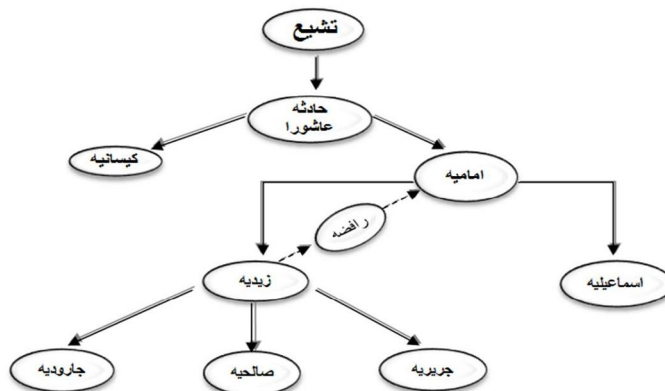 تشیع
حادثه
عاشورا
کیسانیه
امامیه
رافضه
زیدیه
اسماعیلیه
جریریه
صالحیه
جارودیه